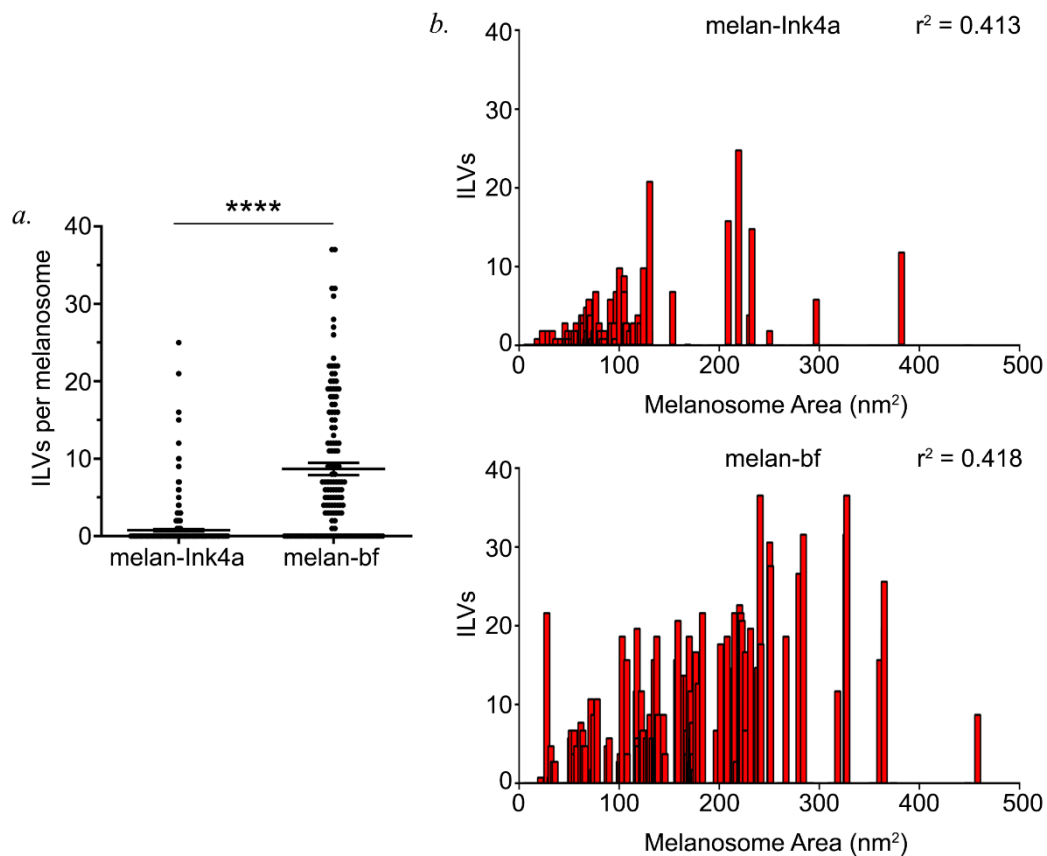 a.
****
ILVs per melanosome
40
30
20
10
0
melan-Ink4a
melan-bf
b.
melan-Ink4a
r² = 0.413
ILVs
40
30
20
10
0
0 100 200 300 400 500
Melanosome Area (nm²)
melan-bf
r² = 0.418
ILVs
40
30
20
10
0
0 100 200 300 400 500
Melanosome Area (nm²)